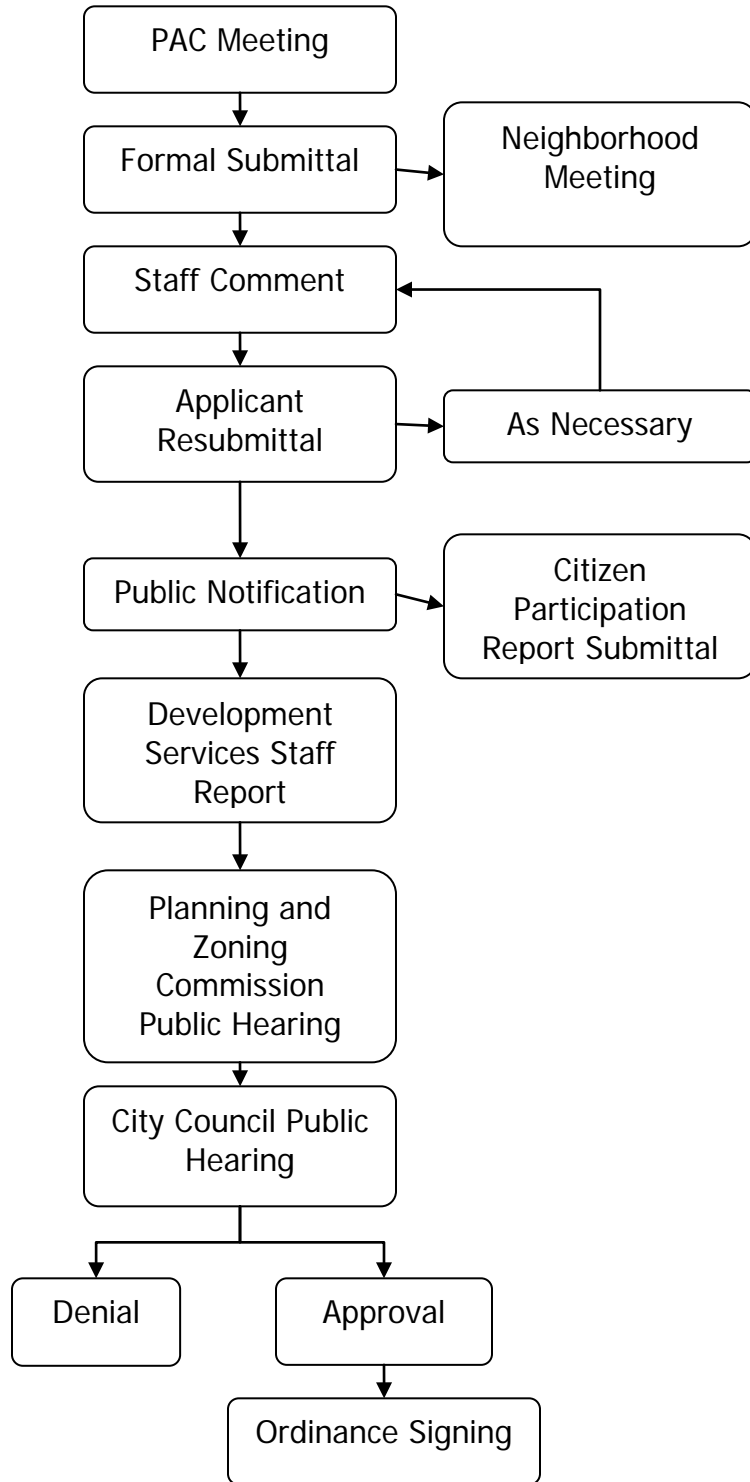 PAC Meeting
Formal Submittal
Neighborhood
Meeting
Staff Comment
Applicant
Resubmittal
As Necessary
Public Notification
Citizen
Participation
Report Submittal
Development
Services Staff
Report
Planning and
Zoning
Commission
Public Hearing
City Council Public
Hearing
Denial
Approval
Ordinance Signing